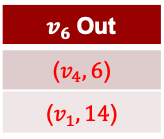 v₆ Out
(v₄, 6)
(v₁, 14)